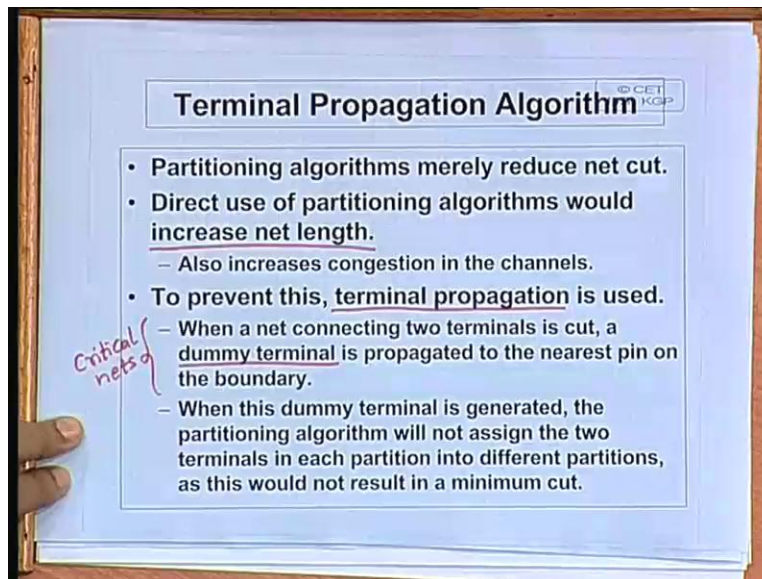 © CET
KGP
Terminal Propagation Algorithm
• Partitioning algorithms merely reduce net cut.
• Direct use of partitioning algorithms would
increase net length.
– Also increases congestion in the channels.
• To prevent this, terminal propagation is used.
– When a net connecting two terminals is cut, a
dummy terminal is propagated to the nearest pin on
the boundary.
Critical
nets
– When this dummy terminal is generated, the
partitioning algorithm will not assign the two
terminals in each partition into different partitions,
as this would not result in a minimum cut.